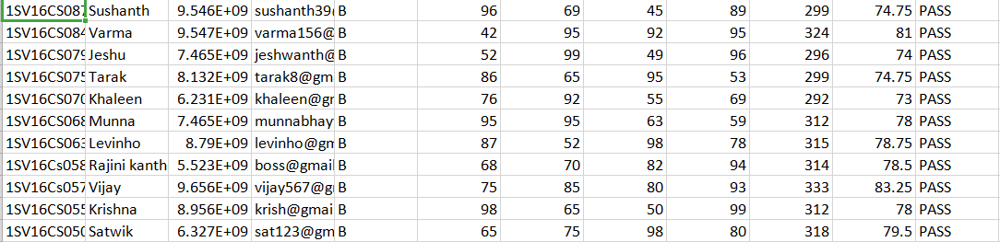 1SV16CS087 Sushanth 9.546E+09 sushanth39 B 96 69 45 89 299 74.75 PASS
1SV16CS084 Varma 9.547E+09 varma156@ B 42 95 92 95 324 81 PASS
1SV16CS079 Jeshu 7.465E+09 jeshwanth@ B 52 99 49 96 296 74 PASS
1SV16CS075 Tarak 8.132E+09 tarak8@gm B 86 65 95 53 299 74.75 PASS
1SV16CS070 Khaleen 6.231E+09 khaleen@gr B 76 92 55 69 292 73 PASS
1SV16CS068 Munna 7.465E+09 munnabhay B 95 95 63 59 312 78 PASS
1SV16CS063 Levinho 8.79E+09 levinho@gm B 87 52 98 78 315 78.75 PASS
1SV16Cs058 Rajini kanth 5.523E+09 boss@gmail B 68 70 82 94 314 78.5 PASS
1SV16Cs057 Vijay 9.656E+09 vijay567@g B 75 85 80 93 333 83.25 PASS
1SV16CS055 Krishna 8.956E+09 krish@gmai B 98 65 50 99 312 78 PASS
1SV16CS050 Satwik 6.327E+09 sat123@gm B 65 75 98 80 318 79.5 PASS